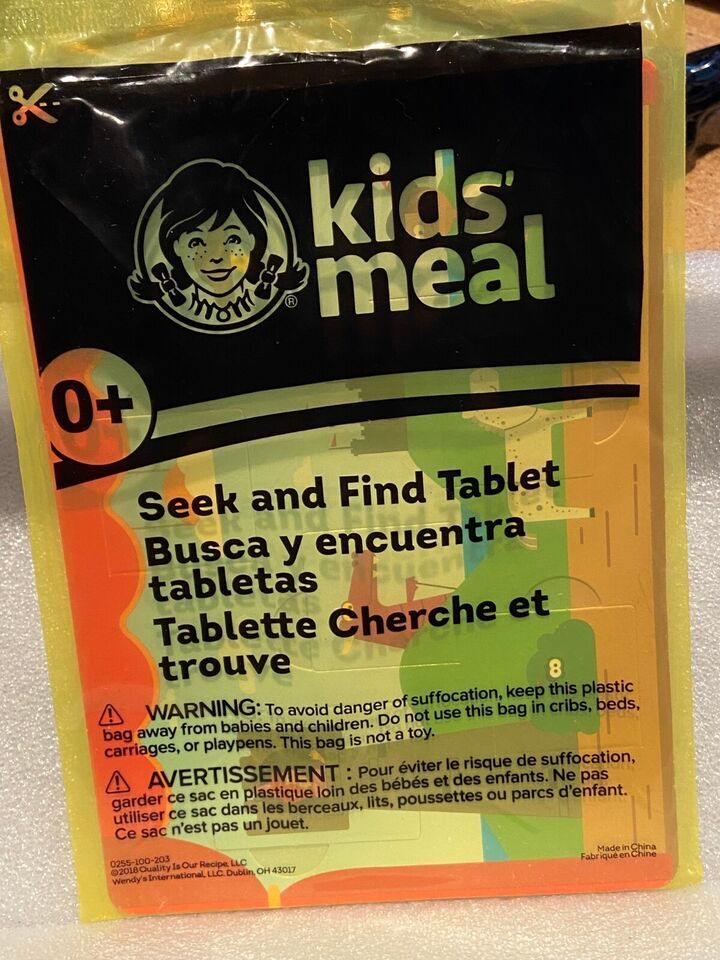 kids'
meal
®
0+
Seek and Find Tablet
Busca y encuentra
tabletas
Tablette Cherche et
trouve
8
WARNING: To avoid danger of suffocation, keep this plastic
bag away from babies and children. Do not use this bag in cribs, beds,
carriages, or playpens. This bag is not a toy.
AVERTISSEMENT : Pour éviter le risque de suffocation,
garder ce sac en plastique loin des bébés et des enfants. Ne pas
utiliser ce sac dans les berceaux, lits, poussettes ou parcs d'enfant.
Ce sac n'est pas un jouet.
0255-100-203
©2018 Quality Is Our Recipe, LLC
Wendy's International, LLC. Dublin, OH 43017
Made in China
Fabriqué en Chine